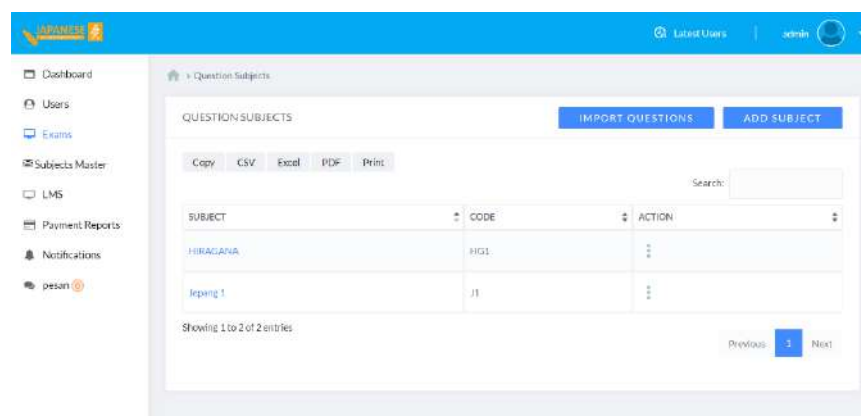 JAPANESE
Latest Users | admin
Dashboard
Users
Exams
Subjects Master
LMS
Payment Reports
Notifications
pesan 0
» Question Subjects
QUESTION SUBJECTS
IMPORT QUESTIONS
ADD SUBJECT
Copy CSV Excel PDF Print
Search:
SUBJECT CODE ACTION
HIRAGANA HG1
Jepang 1 J1
Showing 1 to 2 of 2 entries
Previous 1 Next